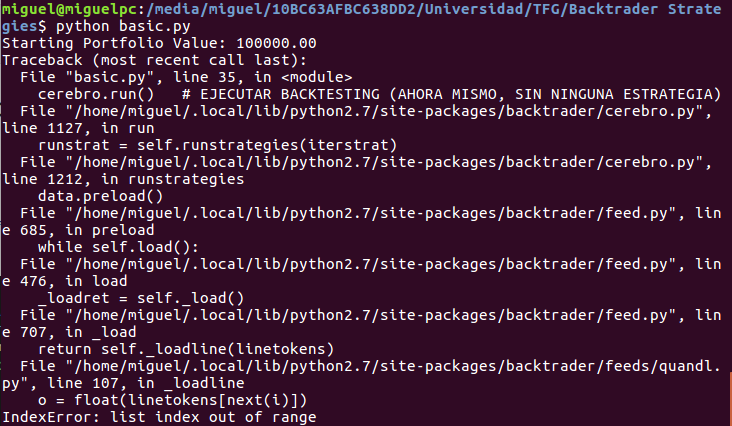 miguel@miguelpc:/media/miguel/10BC63AFBC638DD2/Universidad/TFG/Backtrader Strate
gies$ python basic.py
Starting Portfolio Value: 100000.00
Traceback (most recent call last):
  File "basic.py", line 35, in <module>
    cerebro.run()   # EJECUTAR BACKTESTING (AHORA MISMO, SIN NINGUNA ESTRATEGIA)
  File "/home/miguel/.local/lib/python2.7/site-packages/backtrader/cerebro.py",
line 1127, in run
    runstrat = self.runstrategies(iterstrat)
  File "/home/miguel/.local/lib/python2.7/site-packages/backtrader/cerebro.py",
line 1212, in runstrategies
    data.preload()
  File "/home/miguel/.local/lib/python2.7/site-packages/backtrader/feed.py", lin
e 685, in preload
    while self.load():
  File "/home/miguel/.local/lib/python2.7/site-packages/backtrader/feed.py", lin
e 476, in load
    _loadret = self._load()
  File "/home/miguel/.local/lib/python2.7/site-packages/backtrader/feed.py", lin
e 707, in _load
    return self._loadline(linetokens)
  File "/home/miguel/.local/lib/python2.7/site-packages/backtrader/feeds/quandl.
py", line 107, in _loadline
    o = float(linetokens[next(i)])
IndexError: list index out of range